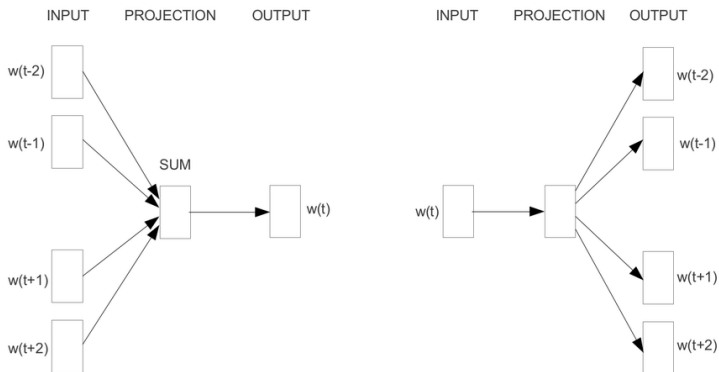 INPUT PROJECTION OUTPUT
w(t-2)
w(t-1)
SUM
w(t)
w(t+1)
w(t+2)
INPUT PROJECTION OUTPUT
w(t-2)
w(t-1)
w(t)
w(t+1)
w(t+2)